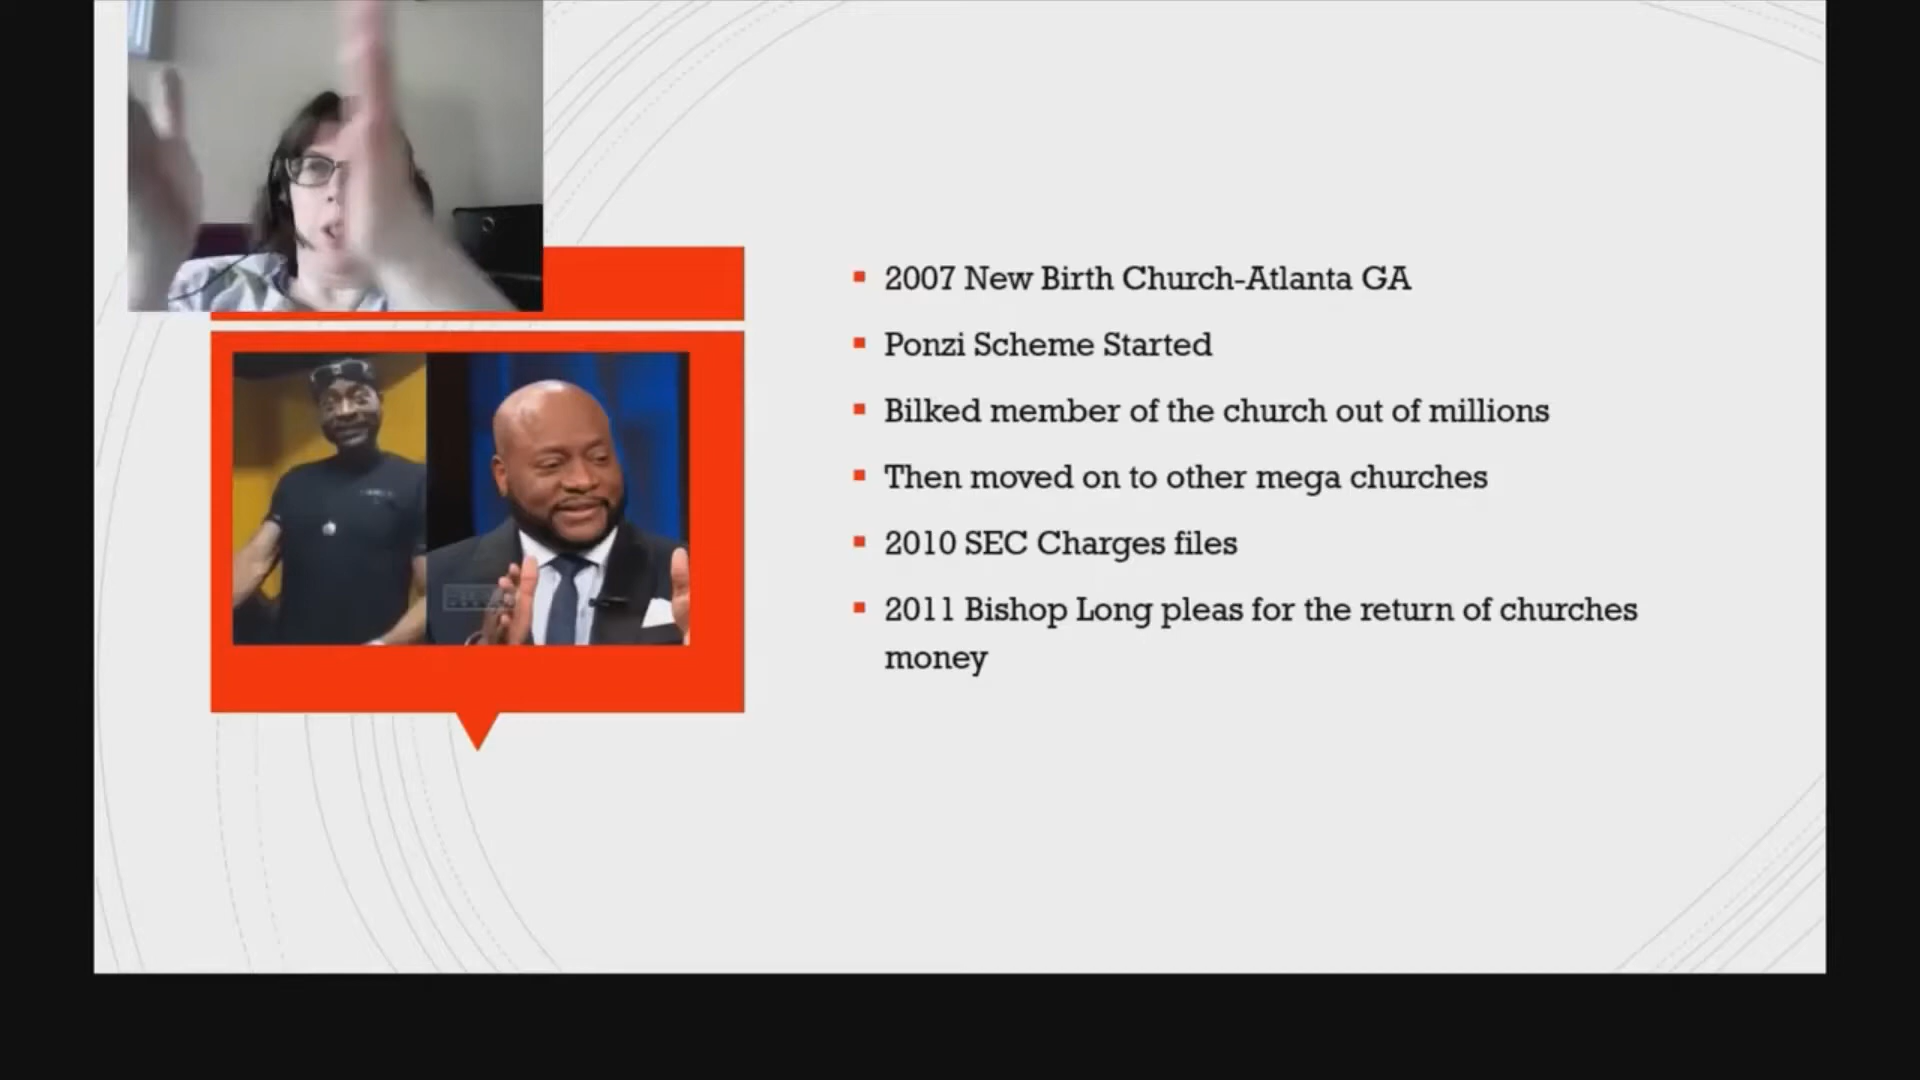 2007 New Birth Church-Atlanta GA
Ponzi Scheme Started
Bilked member of the church out of millions
Then moved on to other mega churches
2010 SEC Charges files
2011 Bishop Long pleas for the return of churches
money